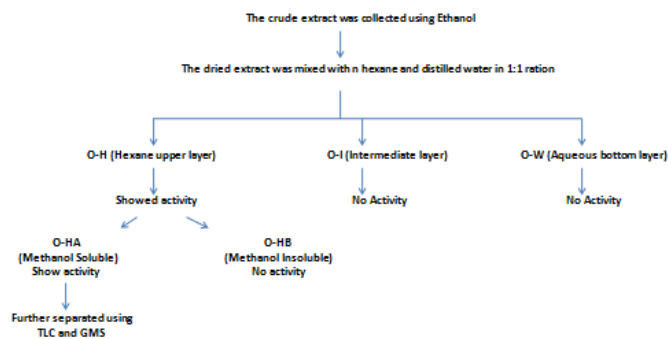 The crude extract was collected using Ethanol
The dried extract was mixed with n hexane and distilled water in 1:1 ration
O-H (Hexane upper layer)
O-I (Intermediate layer)
O-W (Aqueous bottom layer)
Showed activity
No Activity
No Activity
O-HA
(Methanol Soluble)
Show activity
O-HB
(Methanol Insoluble)
No activity
Further separated using
TLC and GMS